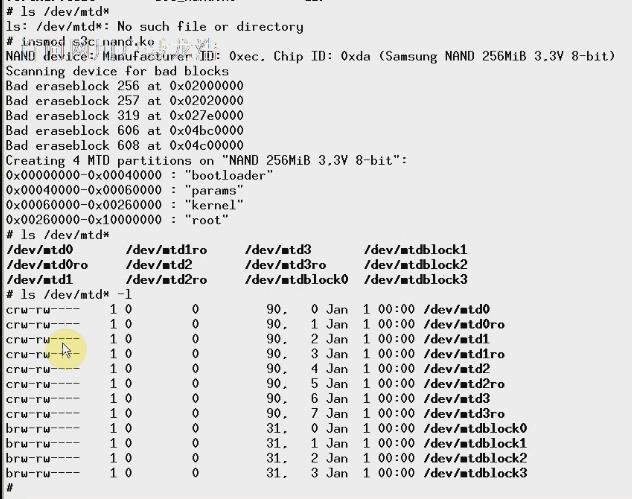 # ls /dev/mtd*
ls: /dev/mtd*: No such file or directory
# insmod s3c_nand.ko
NAND device: Manufacturer ID: 0xec, Chip ID: 0xda (Samsung NAND 256MiB 3,3V 8-bit)
Scanning device for bad blocks
Bad eraseblock 256 at 0x02000000
Bad eraseblock 257 at 0x02020000
Bad eraseblock 319 at 0x027e0000
Bad eraseblock 606 at 0x04bc0000
Bad eraseblock 608 at 0x04c00000
Creating 4 MTD partitions on "NAND 256MiB 3,3V 8-bit":
0x00000000-0x00040000 : "bootloader"
0x00040000-0x00060000 : "params"
0x00060000-0x00260000 : "kernel"
0x00260000-0x10000000 : "root"
# ls /dev/mtd*
/dev/mtd0 /dev/mtd1ro /dev/mtd3 /dev/mtdblock1
/dev/mtd0ro /dev/mtd2 /dev/mtd3ro /dev/mtdblock2
/dev/mtd1 /dev/mtd2ro /dev/mtdblock0 /dev/mtdblock3
# ls /dev/mtd* -l
crw-rw---- 1 0 0 90, 0 Jan 1 00:00 /dev/mtd0
crw-rw---- 1 0 0 90, 1 Jan 1 00:00 /dev/mtd0ro
crw-rw---- 1 0 0 90, 2 Jan 1 00:00 /dev/mtd1
crw-rw---- 1 0 0 90, 3 Jan 1 00:00 /dev/mtd1ro
crw-rw---- 1 0 0 90, 4 Jan 1 00:00 /dev/mtd2
crw-rw---- 1 0 0 90, 5 Jan 1 00:00 /dev/mtd2ro
crw-rw---- 1 0 0 90, 6 Jan 1 00:00 /dev/mtd3
crw-rw---- 1 0 0 90, 7 Jan 1 00:00 /dev/mtd3ro
brw-rw---- 1 0 0 31, 0 Jan 1 00:00 /dev/mtdblock0
brw-rw---- 1 0 0 31, 1 Jan 1 00:00 /dev/mtdblock1
brw-rw---- 1 0 0 31, 2 Jan 1 00:00 /dev/mtdblock2
brw-rw---- 1 0 0 31, 3 Jan 1 00:00 /dev/mtdblock3
#